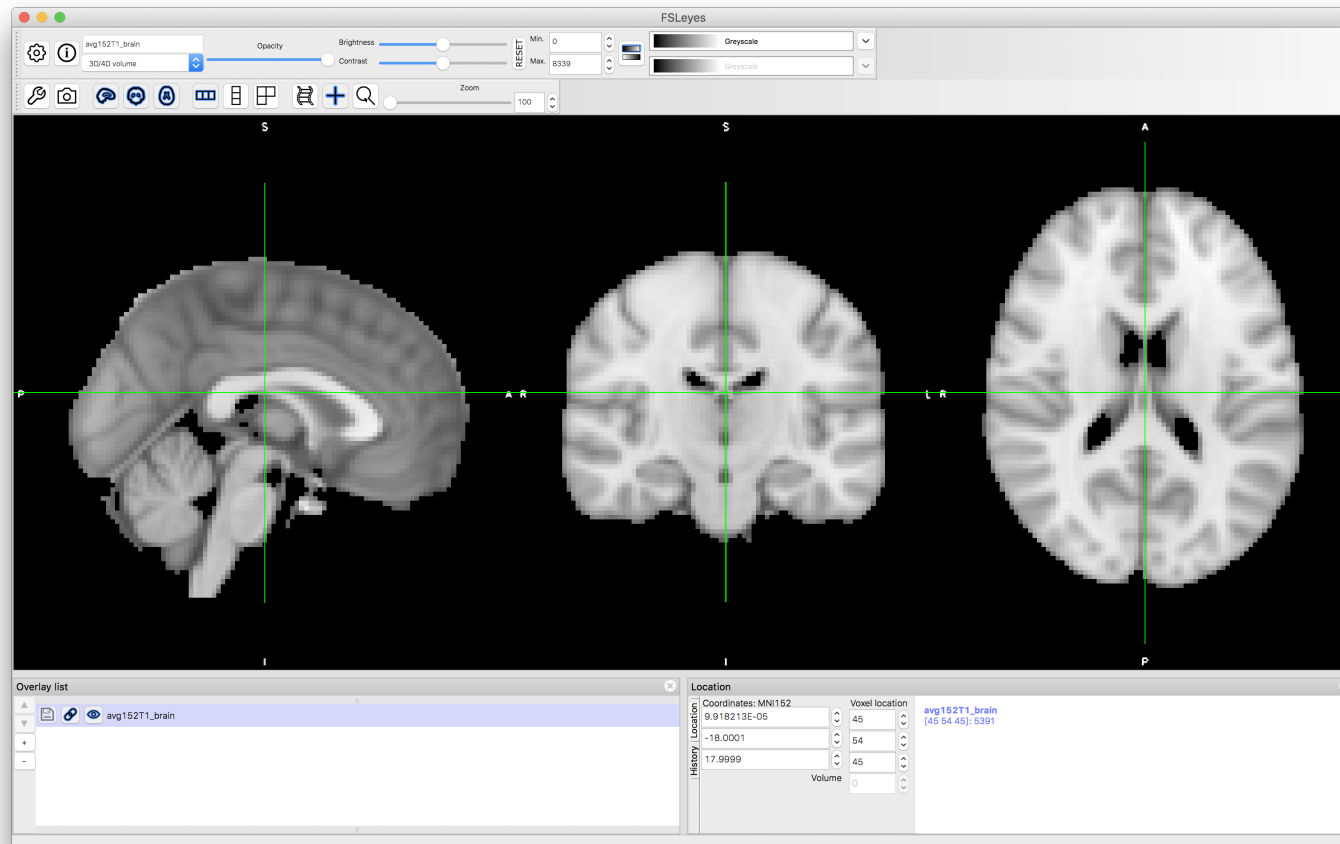 FSLeyes
avg152T1_brain
3D/4D volume
Opacity
Brightness
Contrast
RESET
Min. 0
Max. 8339
Greyscale
Greyscale
Zoom
100
S
S
A
P
A R
L R
I
I
P
Overlay list
avg152T1_brain
+
-
Location
Location
History
Coordinates: MNI152
Voxel location
9.918213E-05
45
-18.0001
54
17.9999
45
Volume
0
avg152T1_brain
[45 54 45]: 5391